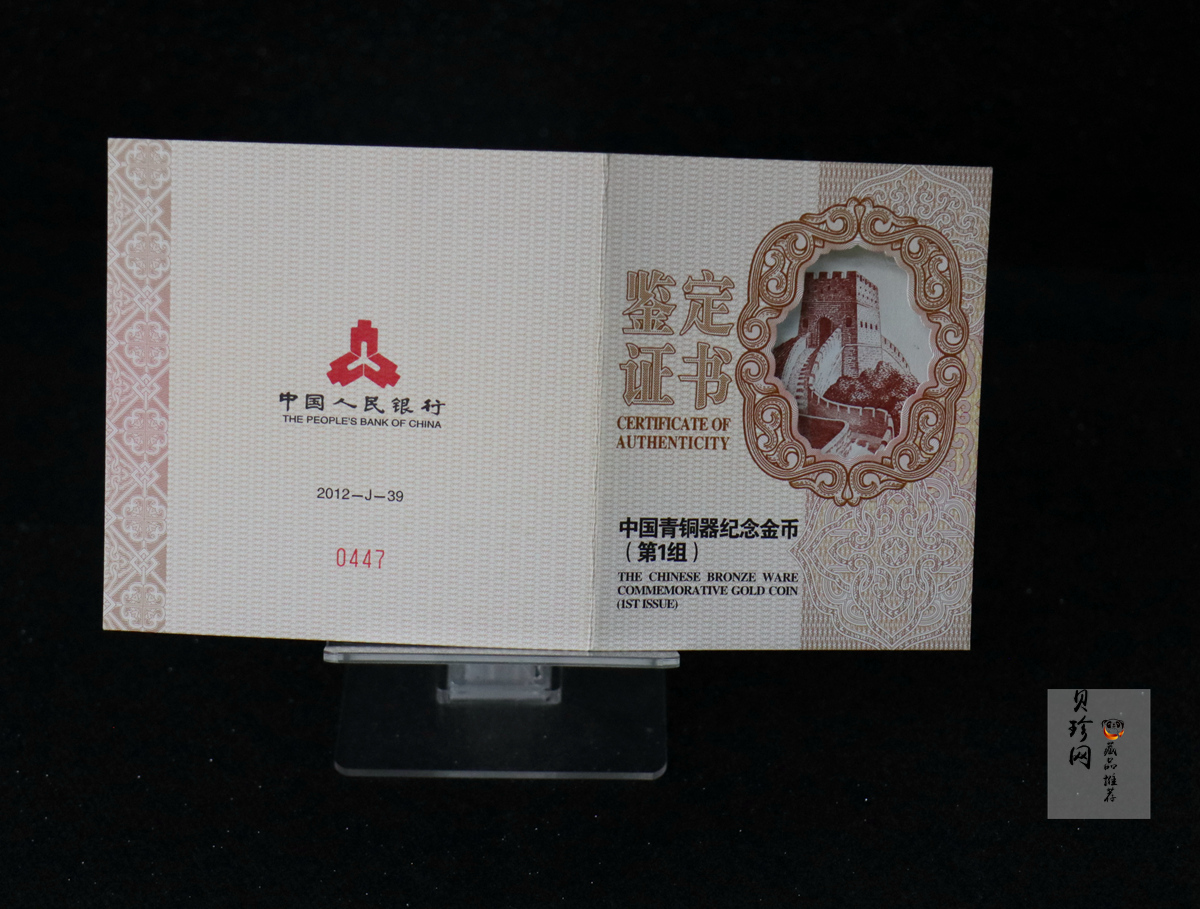 中国人民银行
THE PEOPLE'S BANK OF CHINA
2012-J-39
0447
鉴定
证书
CERTIFICATE OF
AUTHENTICITY
中国青铜器纪念金币
（第1组）
THE CHINESE BRONZE WARE
COMMEMORATIVE GOLD COIN
(1ST ISSUE)
贝珍网
藏品推荐